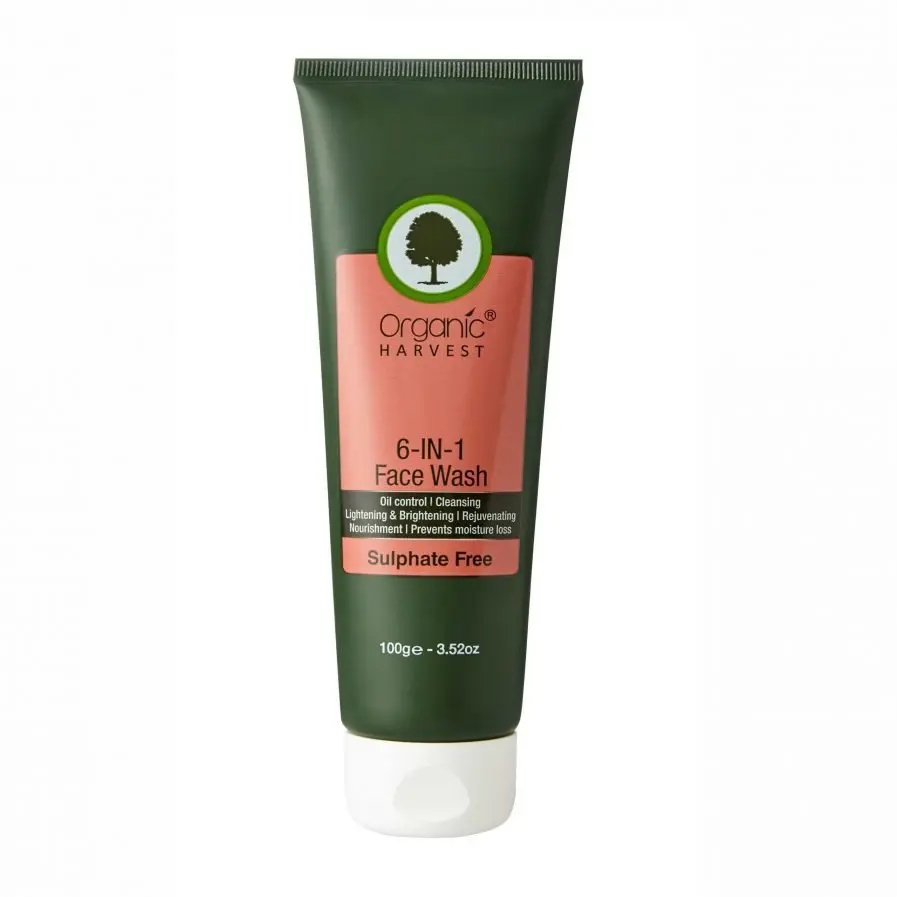 Organic®
HARVEST
6-IN-1
Face Wash
Oil control | Cleansing
Lightening & Brightening | Rejuvenating
Nourishment | Prevents moisture loss
Sulphate Free
100g℮ - 3.52oz